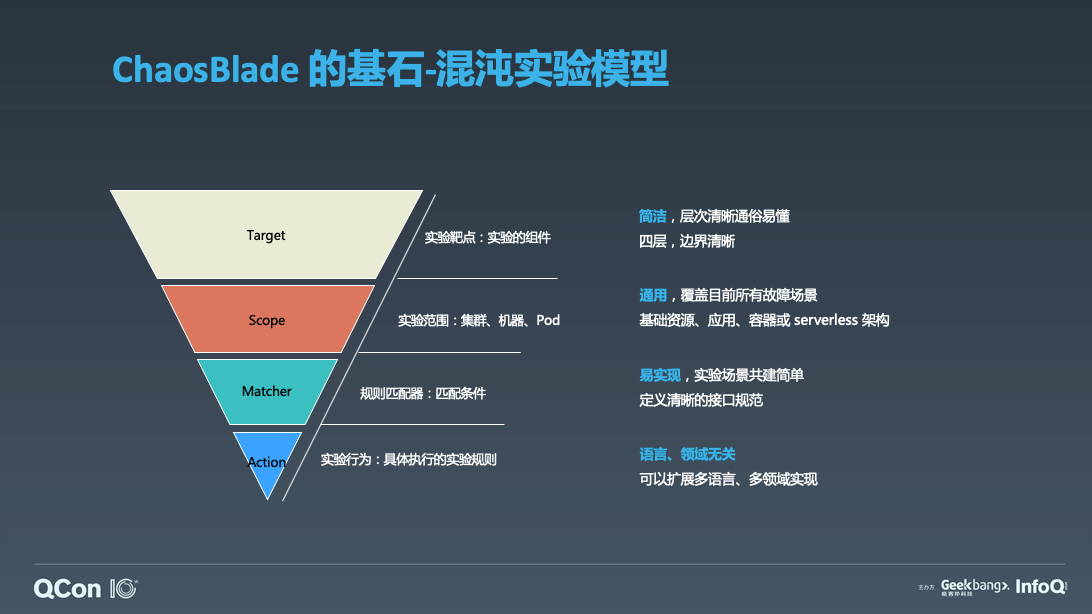 ChaosBlade 的基石-混沌实验模型
Target
实验靶点：实验的组件
Scope
实验范围：集群、机器、Pod
Matcher
规则匹配器：匹配条件
Action
实验行为：具体执行的实验规则
简洁，层次清晰通俗易懂
四层，边界清晰
通用，覆盖目前所有故障场景
基础资源、应用、容器或 serverless 架构
易实现，实验场景共建简单
定义清晰的接口规范
语言、领域无关
可以扩展多语言、多领域实现
QCon 10
主办方 Geekbang>. InfoQ
极客邦科技